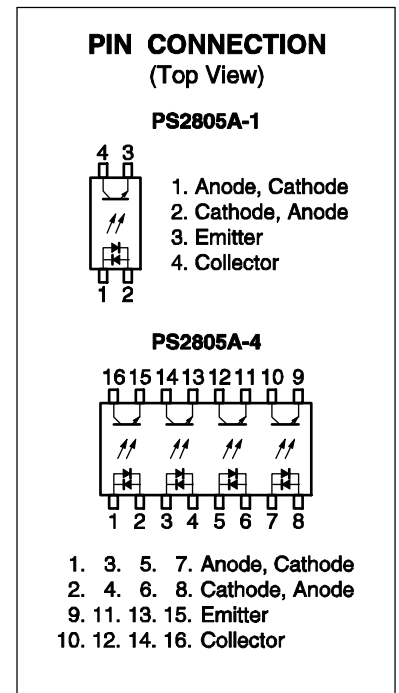 PIN CONNECTION
(Top View)
PS2805A-1
4 3
1. Anode, Cathode
2. Cathode, Anode
3. Emitter
4. Collector
1 2
PS2805A-4
16 15 14 13 12 11 10 9
1 2 3 4 5 6 7 8
1. 3. 5. 7. Anode, Cathode
2. 4. 6. 8. Cathode, Anode
9. 11. 13. 15. Emitter
10. 12. 14. 16. Collector